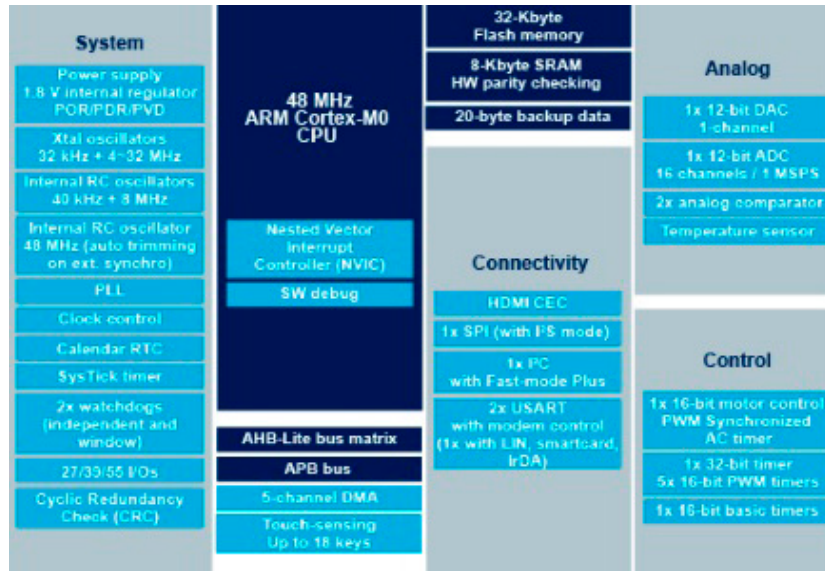 System
Power supply
1.8 V internal regulator
POR/PDR/PVD
Xtal oscillators
32 kHz + 4~32 MHz
Internal RC oscillators
40 kHz + 8 MHz
Internal RC oscillator
48 MHz (auto trimming
on ext. synchro)
PLL
Clock control
Calendar RTC
SysTick timer
2x watchdogs
(independent and
window)
27/39/55 I/Os
Cyclic Redundancy
Check (CRC)
48 MHz
ARM Cortex-M0
CPU
Nested Vector
Interrupt
Controller (NVIC)
SW debug
AHB-Lite bus matrix
APB bus
5-channel DMA
Touch-sensing
Up to 18 keys
32-Kbyte
Flash memory
8-Kbyte SRAM
HW parity checking
20-byte backup data
Connectivity
HDMI CEC
1x SPI (with I²S mode)
1x I²C
with Fast-mode Plus
2x USART
with modem control
(1x with LIN, smartcard,
IrDA)
Analog
1x 12-bit DAC
1-channel
1x 12-bit ADC
16 channels / 1 MSPS
2x analog comparator
Temperature sensor
Control
1x 16-bit motor control
PWM Synchronized
AC timer
1x 32-bit timer
5x 16-bit PWM timers
1x 16-bit basic timers